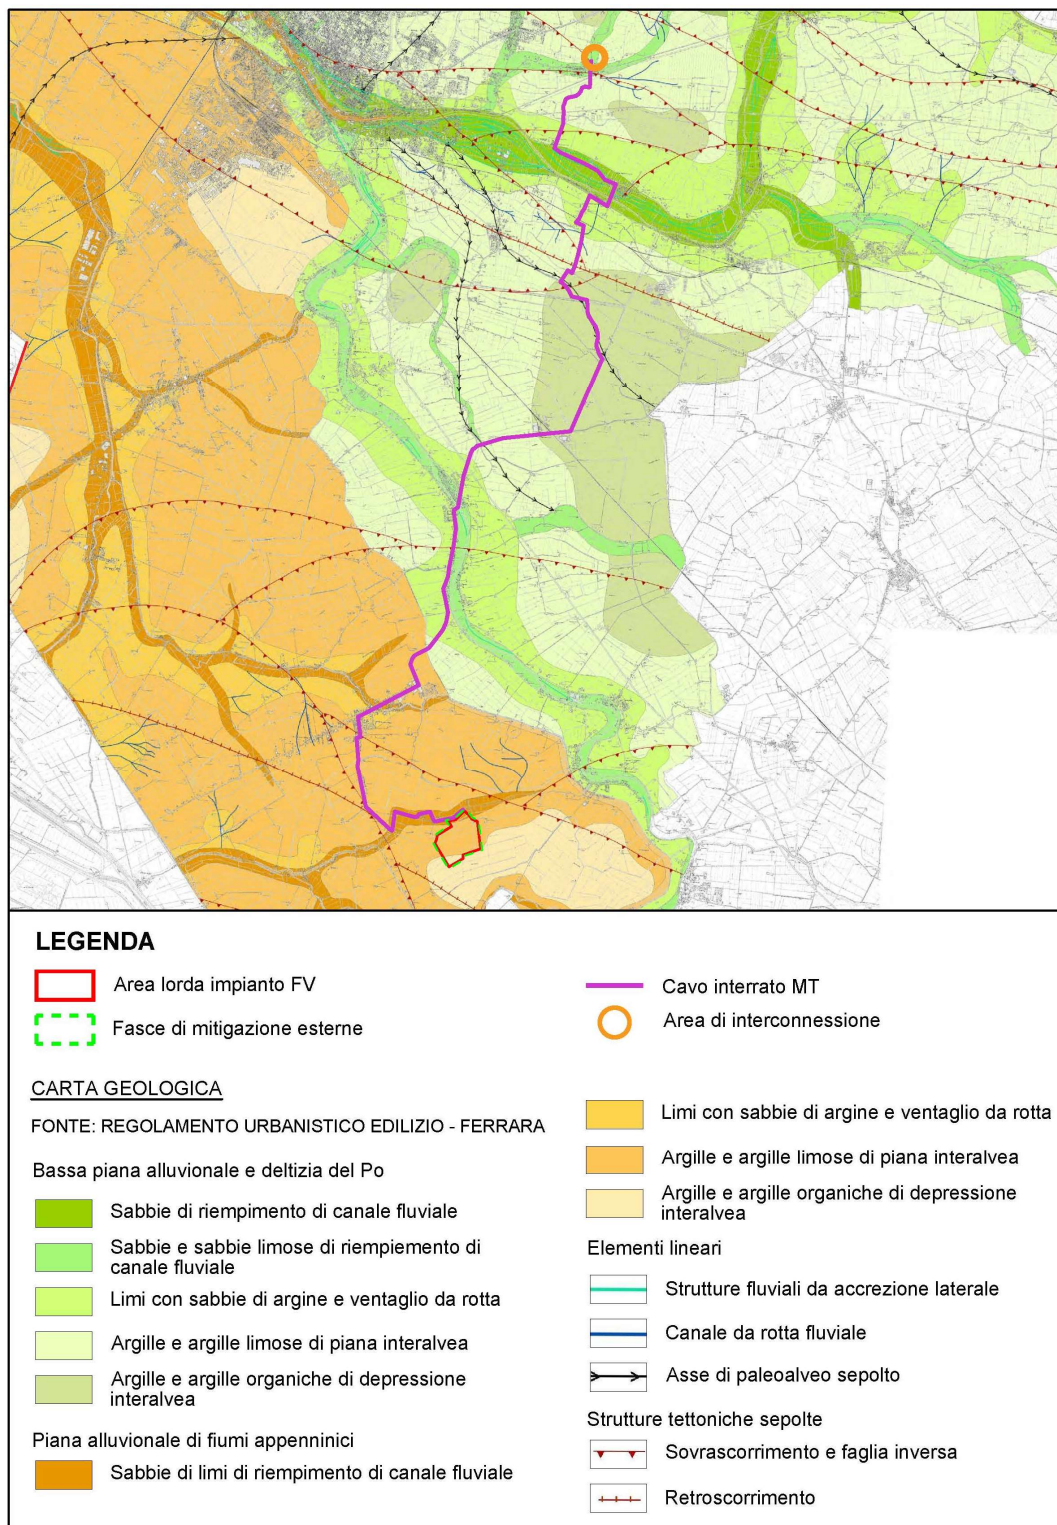 LEGENDA
Area lorda impianto FV
Fasce di mitigazione esterne
Cavo interrato MT
Area di interconnessione
CARTA GEOLOGICA
FONTE: REGOLAMENTO URBANISTICO EDILIZIO - FERRARA
Bassa piana alluvionale e deltizia del Po
Sabbie di riempimento di canale fluviale
Sabbie e sabbie limose di riempiemento di
canale fluviale
Limi con sabbie di argine e ventaglio da rotta
Argille e argille limose di piana interalvea
Argille e argille organiche di depressione
interalvea
Piana alluvionale di fiumi appenninici
Sabbie di limi di riempimento di canale fluviale
Limi con sabbie di argine e ventaglio da rotta
Argille e argille limose di piana interalvea
Argille e argille organiche di depressione
interalvea
Elementi lineari
Strutture fluviali da accrezione laterale
Canale da rotta fluviale
Asse di paleoalveo sepolto
Strutture tettoniche sepolte
Sovrascorrimento e faglia inversa
Retroscorrimento